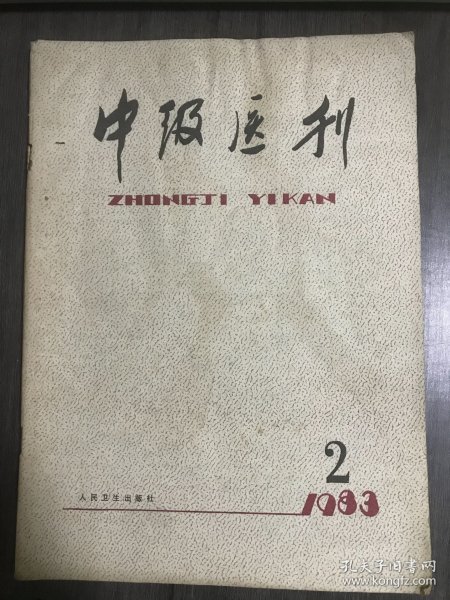 中级医刊
ZHONGJI YIKAN
2
人民卫生出版社
1983
孔夫子旧书网
www.kongfz.com